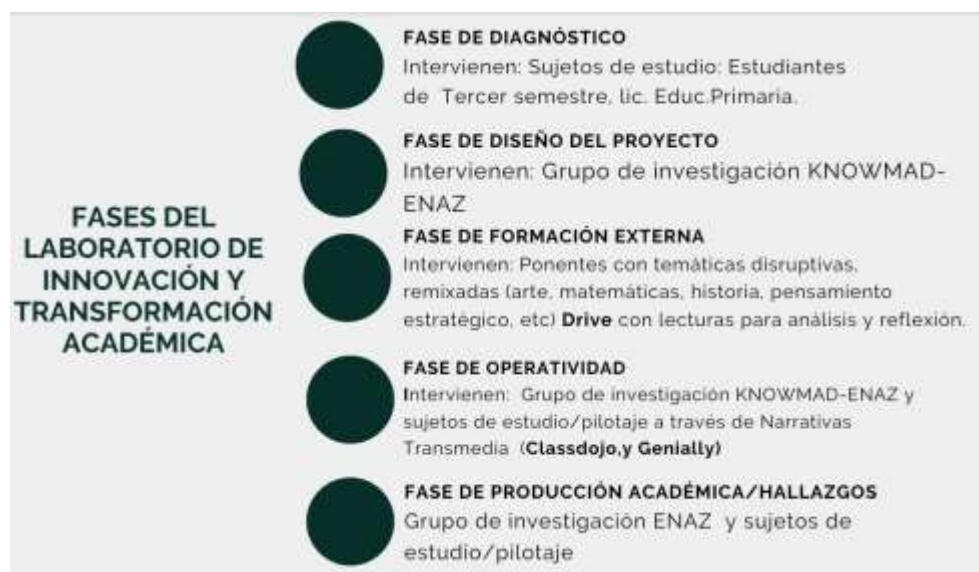 FASES DEL
LABORATORIO DE
INNOVACIÓN Y
TRANSFORMACIÓN
ACADÉMICA
FASE DE DIAGNÓSTICO
Intervienen: Sujetos de estudio: Estudiantes
de Tercer semestre, lic. Educ.Primaria.
FASE DE DISEÑO DEL PROYECTO
Intervienen: Grupo de investigación KNOWMAD-
ENAZ
FASE DE FORMACIÓN EXTERNA
Intervienen: Ponentes con temáticas disruptivas,
remixadas (arte, matemáticas, historia, pensamiento
estratégico, etc) Drive con lecturas para análisis y reflexión.
FASE DE OPERATIVIDAD
Intervienen: Grupo de investigación KNOWMAD-ENAZ y
sujetos de estudio/pilotaje a través de Narrativas
Transmedia (Classdojo,y Genially)
FASE DE PRODUCCIÓN ACADÉMICA/HALLAZGOS
Grupo de investigación ENAZ y sujetos de
estudio/pilotaje